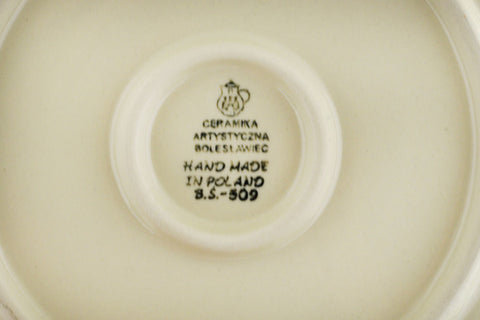 CERAMIKA
ARTYSTYCZNA
BOLESŁAWIEC
HAND MADE
IN POLAND
B.Ś.-509